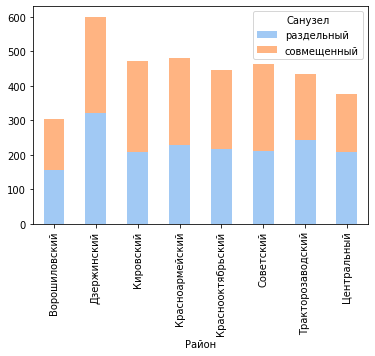 600
500
400
300
200
100
0
Санузел
раздельный
совмещенный
Ворошиловский
Дзержинский
Кировский
Красноармейский
Краснооктябрьский
Советский
Тракторозаводский
Центральный
Район